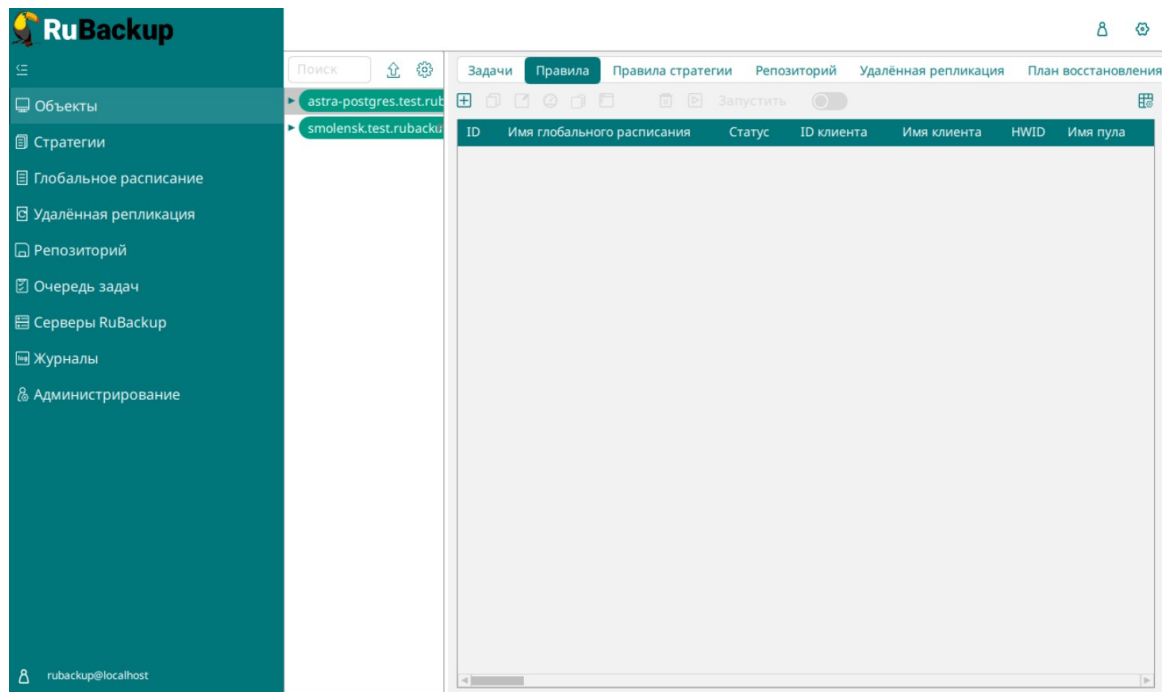 RuBackup
Поиск
Задачи Правила Правила стратегии Репозиторий Удалённая репликация План восстановления
Объекты
astra-postgres.test.rub
Запустить
smolensk.test.rubacku
ID Имя глобального расписания Статус ID клиента Имя клиента HWID Имя пула
Стратегии
Глобальное расписание
Удалённая репликация
Репозиторий
Очередь задач
Серверы RuBackup
Журналы
Администрирование
rubackup@localhost